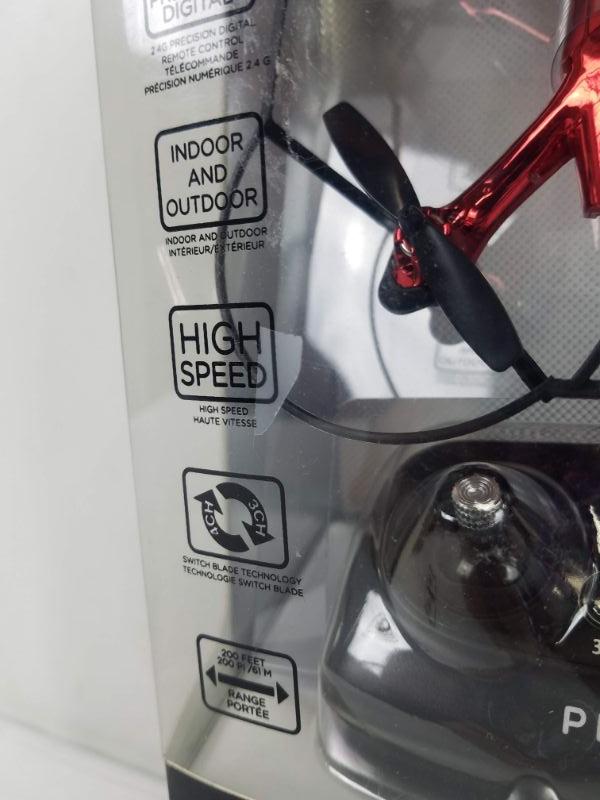 DIGITAL
2.4G PRECISION DIGITAL
REMOTE CONTROL
TÉLÉCOMMANDE
PRÉCISION NUMÉRIQUE 2.4 G
INDOOR
AND
OUTDOOR
INDOOR AND OUTDOOR
INTÉRIEUR/EXTÉRIEUR
HIGH
SPEED
HIGH SPEED
HAUTE VITESSE
4CH 3CH
SWITCH BLADE TECHNOLOGY
TECHNOLOGIE SWITCH BLADE
200 FEET
200 PI /61 M
RANGE
PORTÉE
3
P